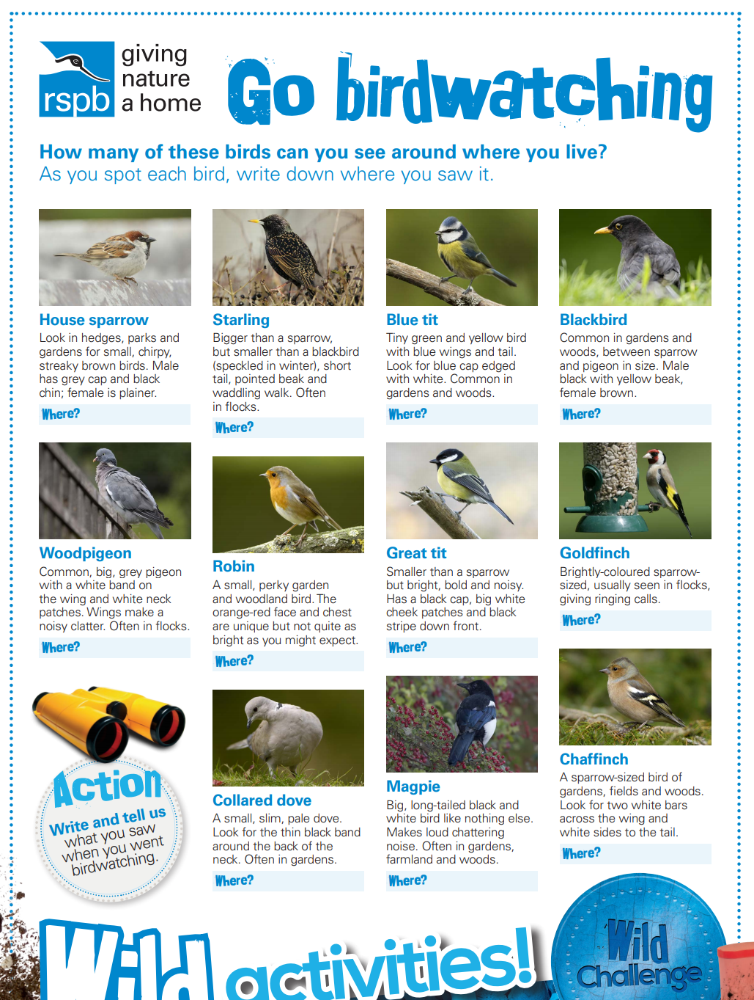 rspb
giving
nature
a home
Go birdwatching
How many of these birds can you see around where you live?
As you spot each bird, write down where you saw it.
House sparrow
Look in hedges, parks and
gardens for small, chirpy,
streaky brown birds. Male
has grey cap and black
chin; female is plainer.
Where?
Starling
Bigger than a sparrow,
but smaller than a blackbird
(speckled in winter), short
tail, pointed beak and
waddling walk. Often
in flocks.
Where?
Blue tit
Tiny green and yellow bird
with blue wings and tail.
Look for blue cap edged
with white. Common in
gardens and woods.
Where?
Blackbird
Common in gardens and
woods, between sparrow
and pigeon in size. Male
black with yellow beak,
female brown.
Where?
Woodpigeon
Common, big, grey pigeon
with a white band on
the wing and white neck
patches. Wings make a
noisy clatter. Often in flocks.
Where?
Robin
A small, perky garden
and woodland bird. The
orange-red face and chest
are unique but not quite as
bright as you might expect.
Where?
Great tit
Smaller than a sparrow
but bright, bold and noisy.
Has a black cap, big white
cheek patches and black
stripe down front.
Where?
Goldfinch
Brightly-coloured sparrow-
sized, usually seen in flocks,
giving ringing calls.
Where?
Action
Write and tell us
what you saw
when you went
birdwatching.
Collared dove
A small, slim, pale dove.
Look for the thin black band
around the back of the
neck. Often in gardens.
Where?
Magpie
Big, long-tailed black and
white bird like nothing else.
Makes loud chattering
noise. Often in gardens,
farmland and woods.
Where?
Chaffinch
A sparrow-sized bird of
gardens, fields and woods.
Look for two white bars
across the wing and
white sides to the tail.
Where?
Wild activities!
Wild
Challenge